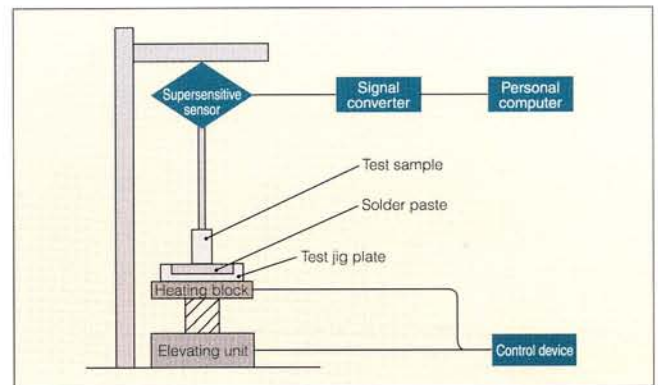 Supersensitive
sensor
Signal
converter
Personal
computer
Test sample
Solder paste
Test jig plate
Heating block
Elevating unit
Control device